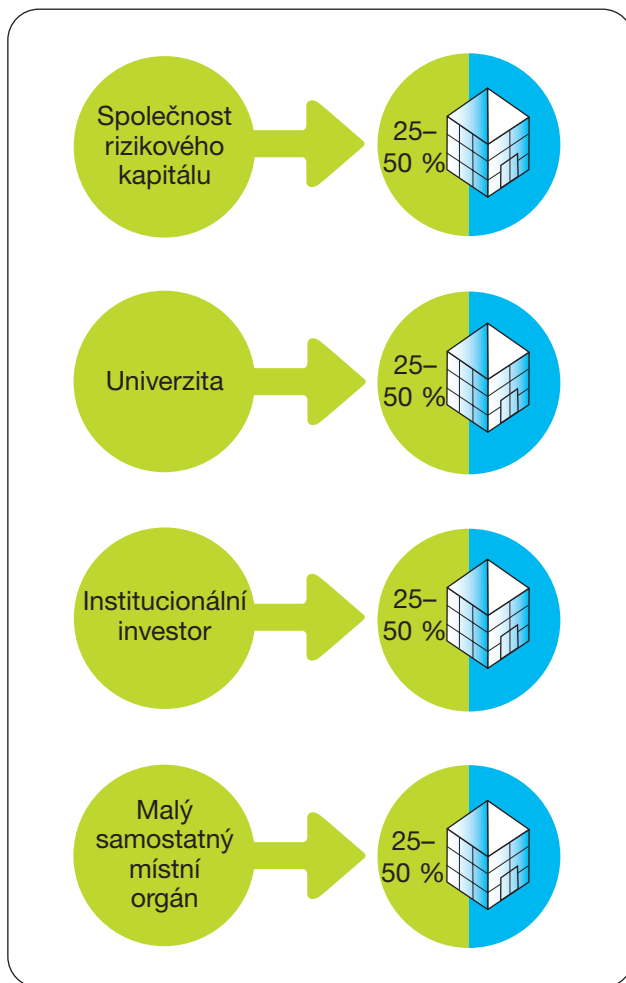 Společnost
rizikového
kapitálu
25–
50 %
Univerzita
25–
50 %
Institucionální
investor
25–
50 %
Malý
samostatný
místní
orgán
25–
50 %